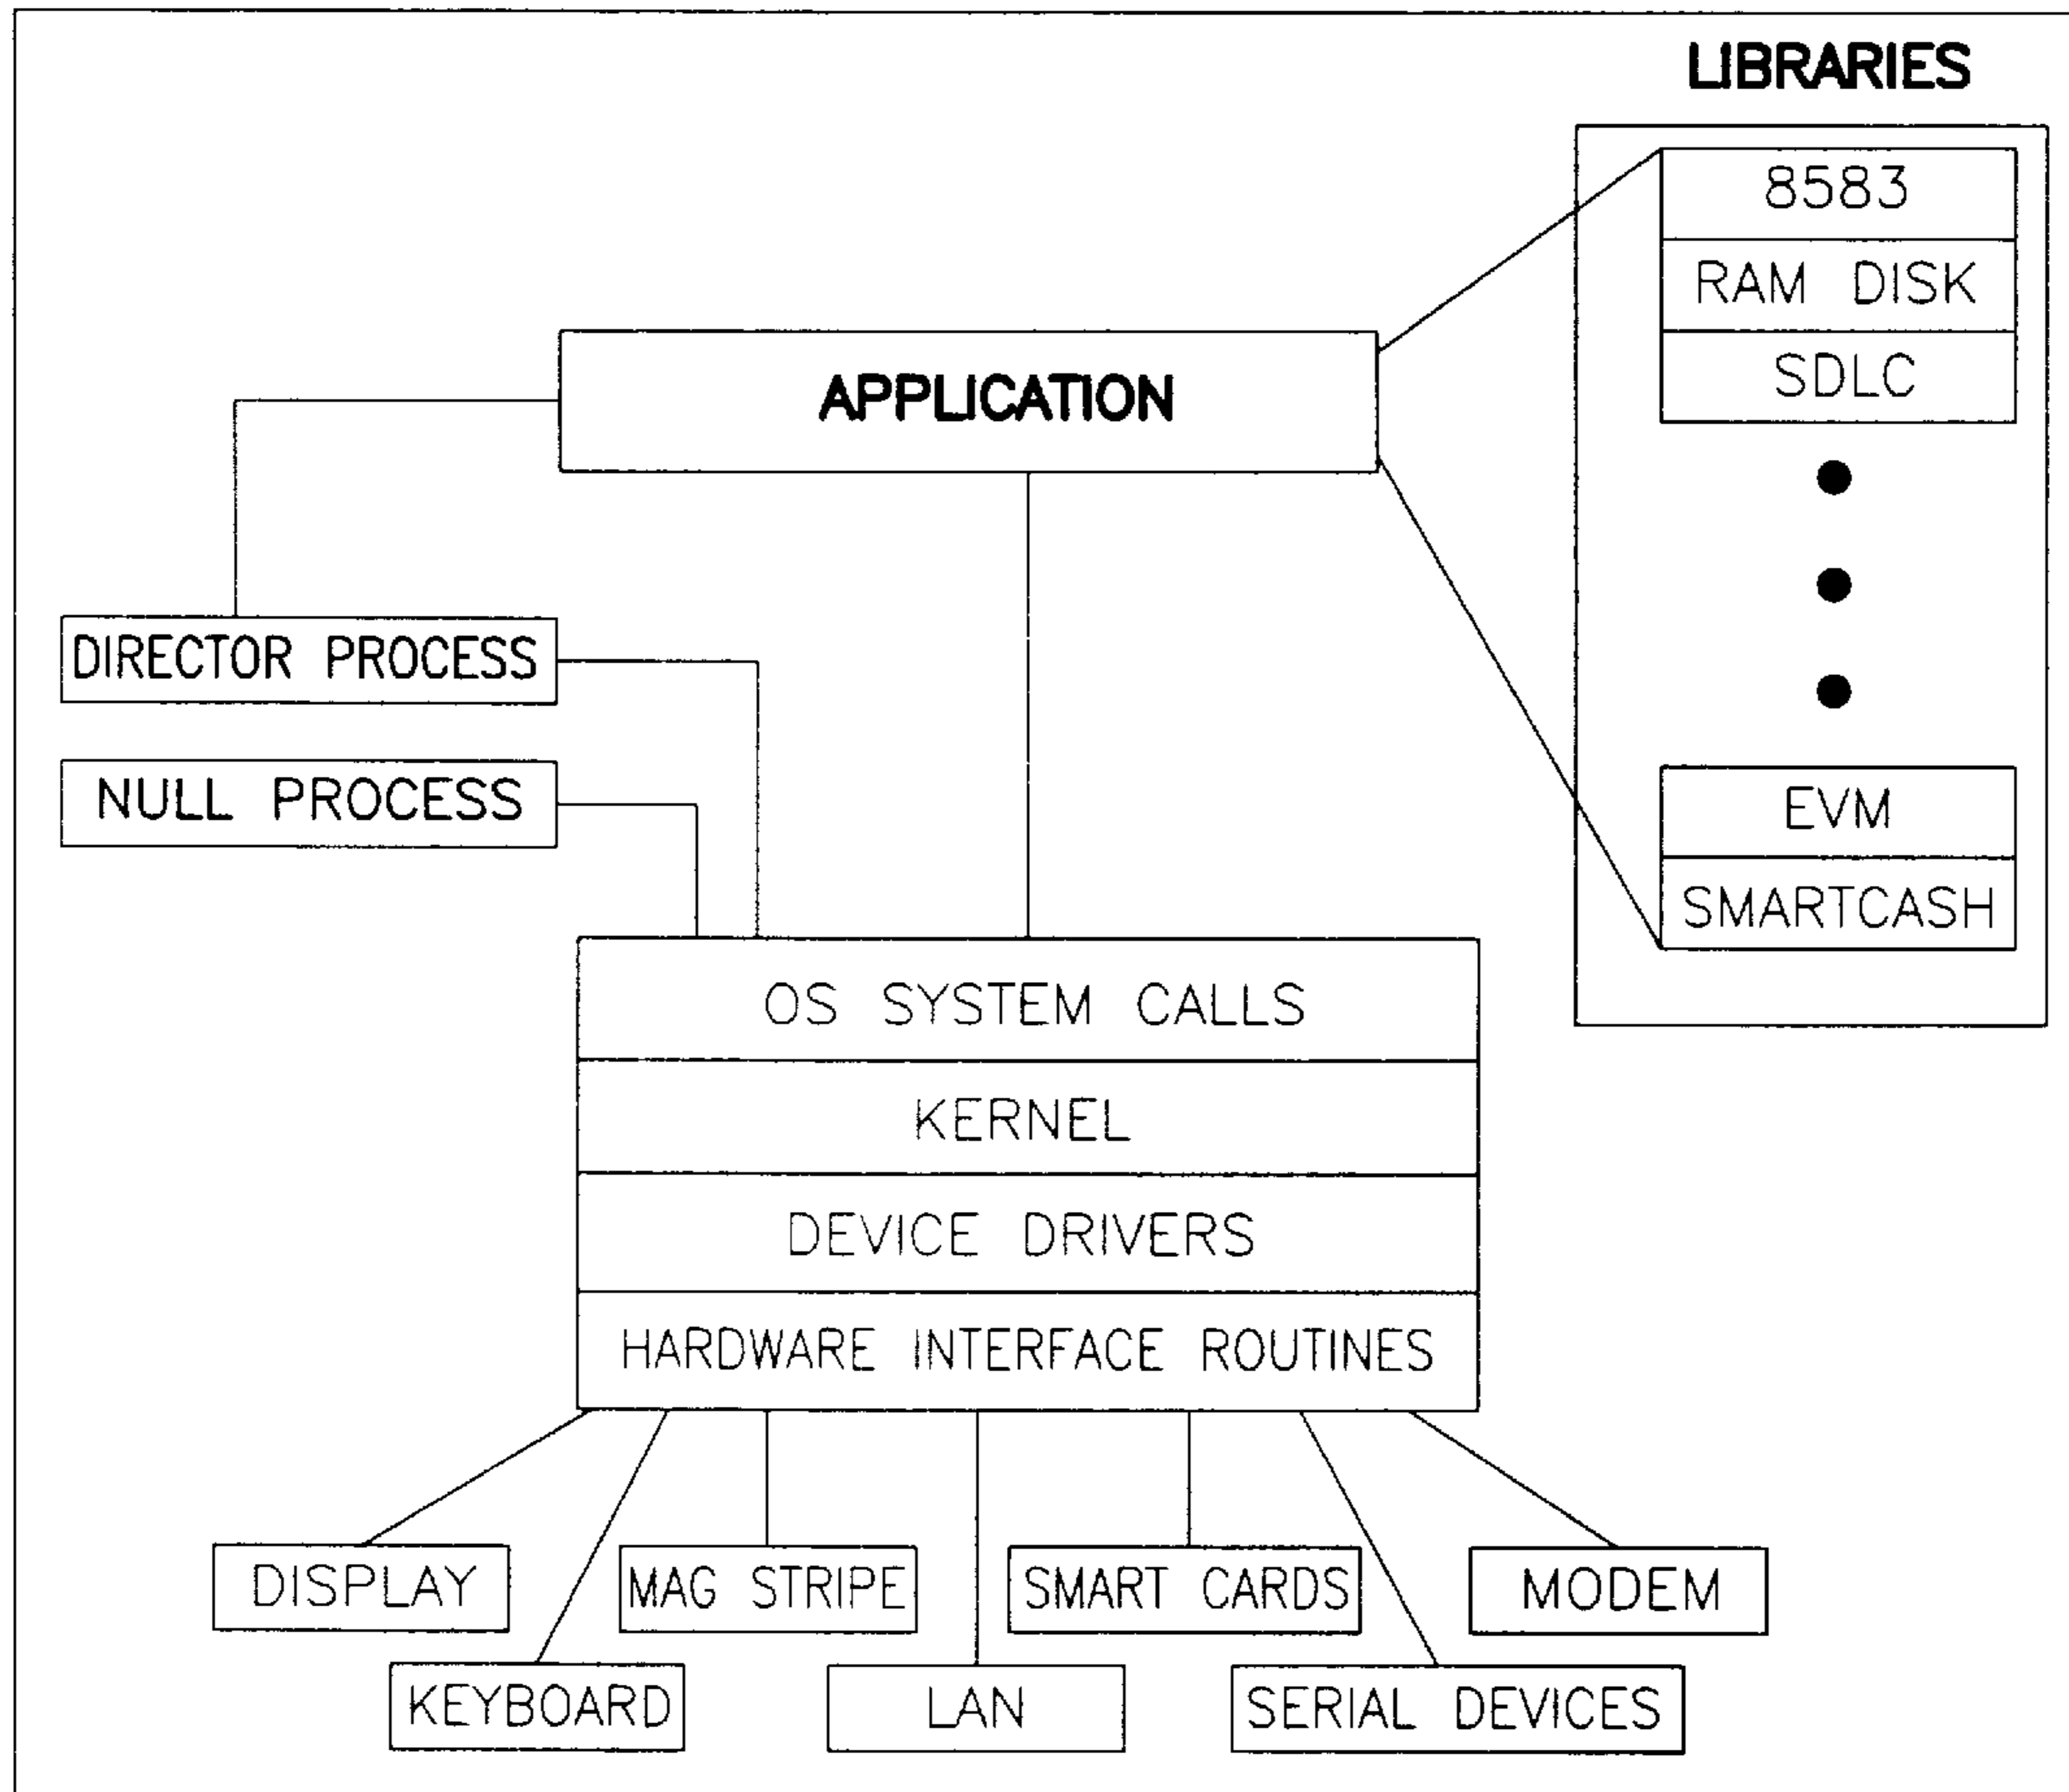 LIBRARIES
8583
RAM DISK
SDLC
APPLICATION
DIRECTOR PROCESS
NULL PROCESS
EVM
SMARTCASH
OS SYSTEM CALLS
KERNEL
DEVICE DRIVERS
HARDWARE INTERFACE ROUTINES
DISPLAY
MAG STRIPE
SMART CARDS
MODEM
KEYBOARD
LAN
SERIAL DEVICES